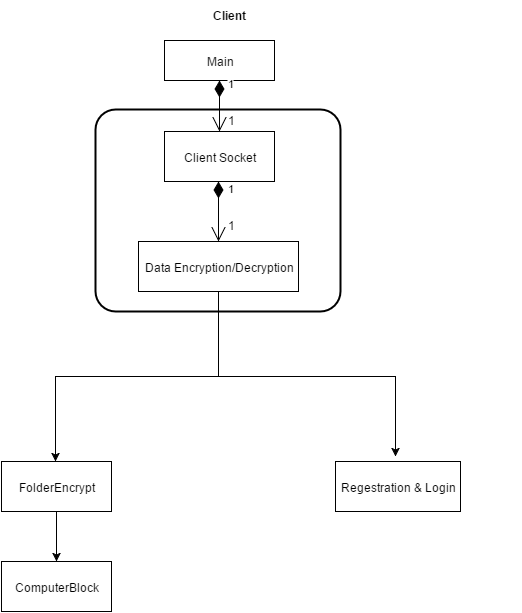 Client
Main
1
1
Client Socket
1
1
Data Encryption/Decryption
FolderEncrypt
Regestration & Login
ComputerBlock